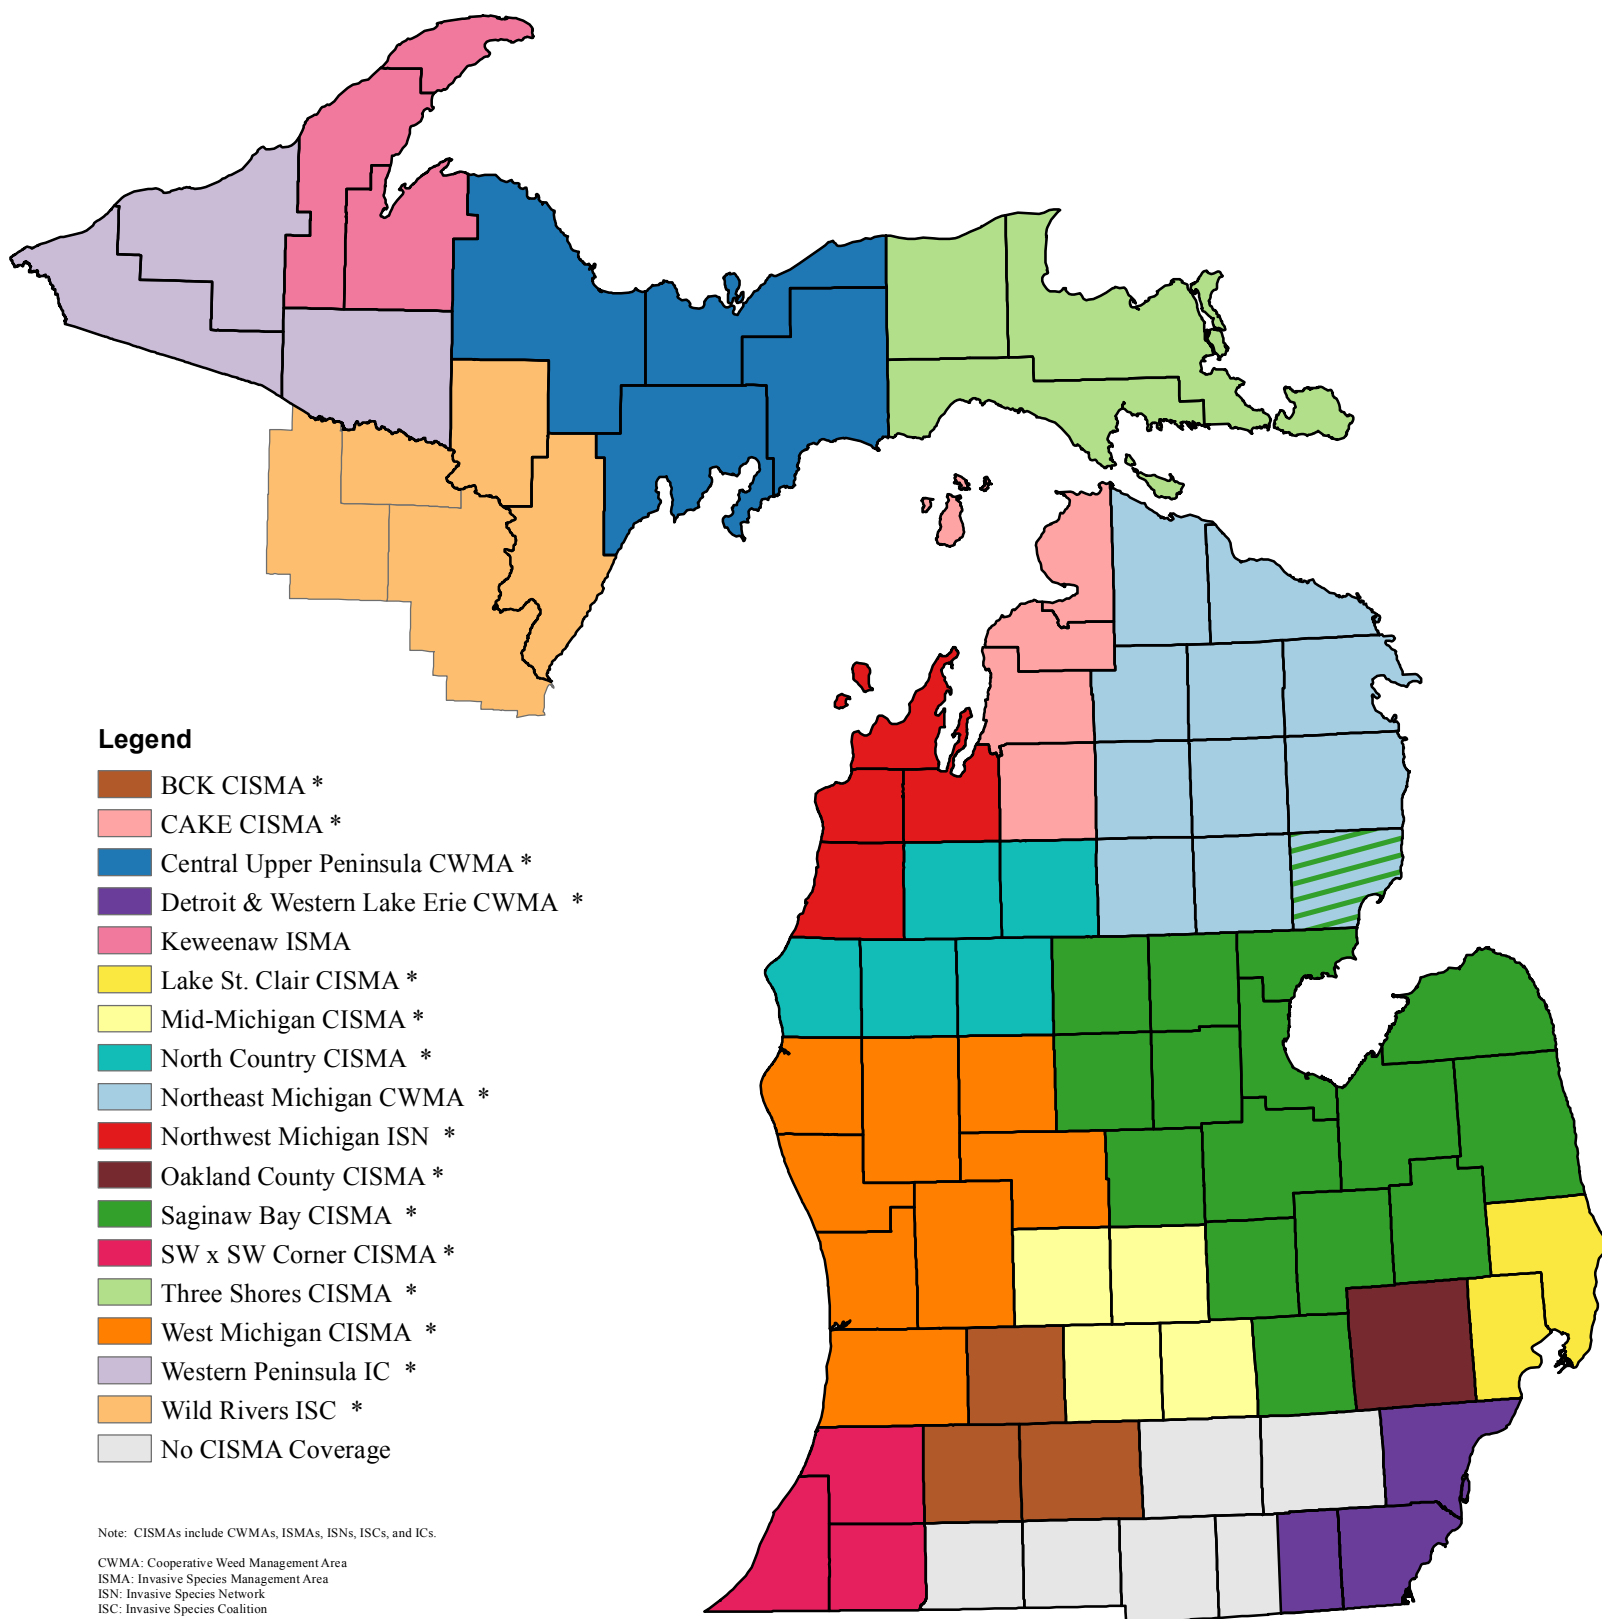 Legend
BCK CISMA *
CAKE CISMA *
Central Upper Peninsula CWMA *
Detroit & Western Lake Erie CWMA *
Keweenaw ISMA
Lake St. Clair CISMA *
Mid-Michigan CISMA *
North Country CISMA *
Northeast Michigan CWMA *
Northwest Michigan ISN *
Oakland County CISMA *
Saginaw Bay CISMA *
SW x SW Corner CISMA *
Three Shores CISMA *
West Michigan CISMA *
Western Peninsula IC *
Wild Rivers ISC *
No CISMA Coverage
Note: CISMAs include CWMAs, ISMAs, ISNs, ISCs, and ICs.
CWMA: Cooperative Weed Management Area
ISMA: Invasive Species Management Area
ISN: Invasive Species Network
ISC: Invasive Species Coalition